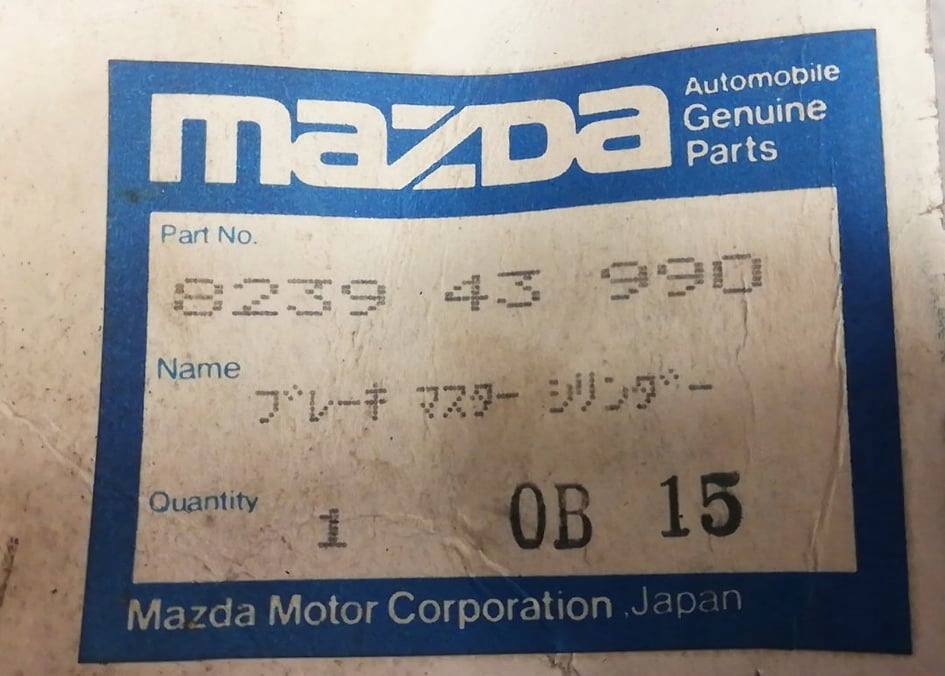 mazda
Automobile
Genuine
Parts
Part No.
8239 43 990
Name
ブレーキ マスター シリンダー
Quantity
1 OB 15
Mazda Motor Corporation ,Japan